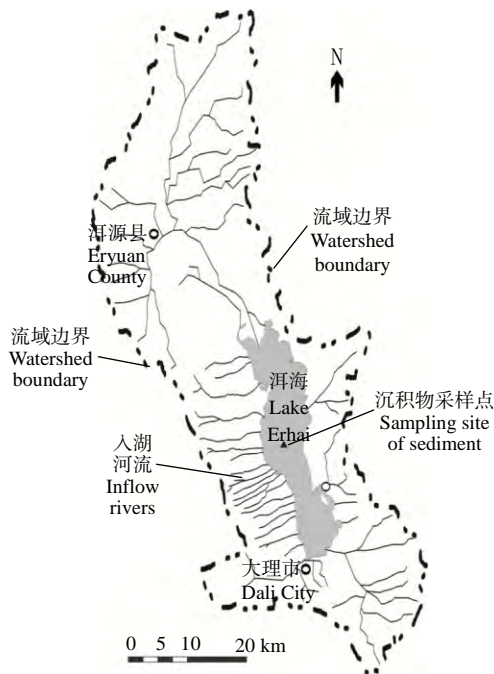 N
流域边界
Watershed
boundary
洱源县
Eryuan
County
流域边界
Watershed
boundary
洱海
Lake
Erhai
沉积物采样点
Sampling site
of sediment
入湖
河流
Inflow
rivers
大理市
Dali City
0 5 10 20 km